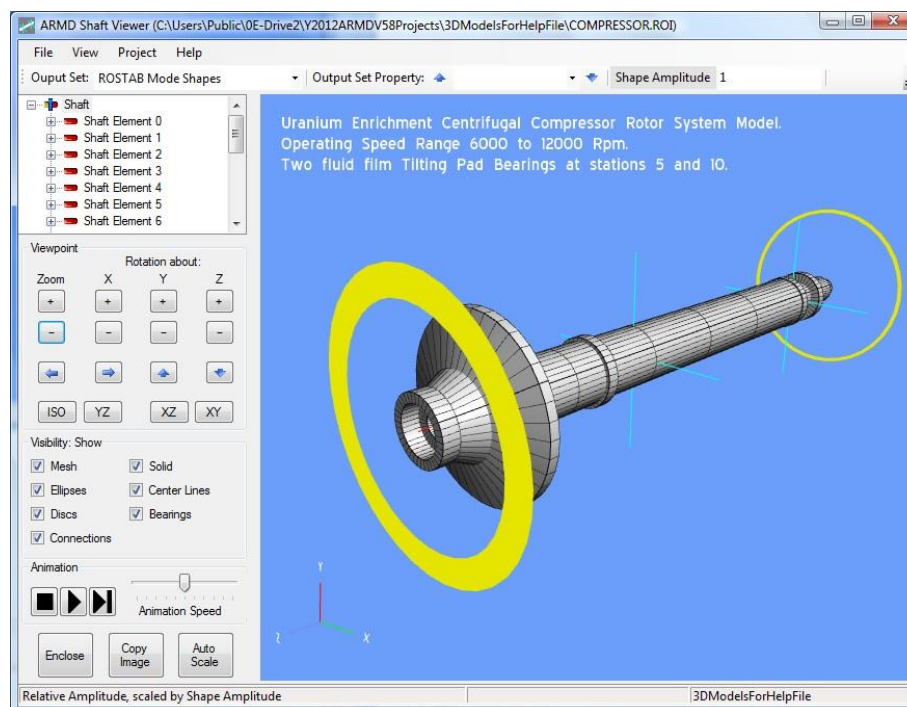 ARMD Shaft Viewer (C:\Users\Public\0E-Drive2\Y2012ARMDV58Projects\3DModelsForHelpFile\COMPRESSOR.ROI)
File View Project Help
Ouput Set: ROSTAB Mode Shapes Output Set Property: Shape Amplitude 1
Shaft
Shaft Element 0
Shaft Element 1
Shaft Element 2
Shaft Element 3
Shaft Element 4
Shaft Element 5
Shaft Element 6
Uranium Enrichment Centrifugal Compressor Rotor System Model.
Operating Speed Range 6000 to 12000 Rpm.
Two fluid film Tilting Pad Bearings at stations 5 and 10.
Viewpoint
Rotation about:
Zoom X Y Z
+ + + +
- - - -
ISO YZ XZ XY
Visibility: Show
Mesh Solid
Ellipses Center Lines
Discs Bearings
Connections
Animation
Animation Speed
Enclose Copy Image Auto Scale
Y
Z X
Relative Amplitude, scaled by Shape Amplitude 3DModelsForHelpFile